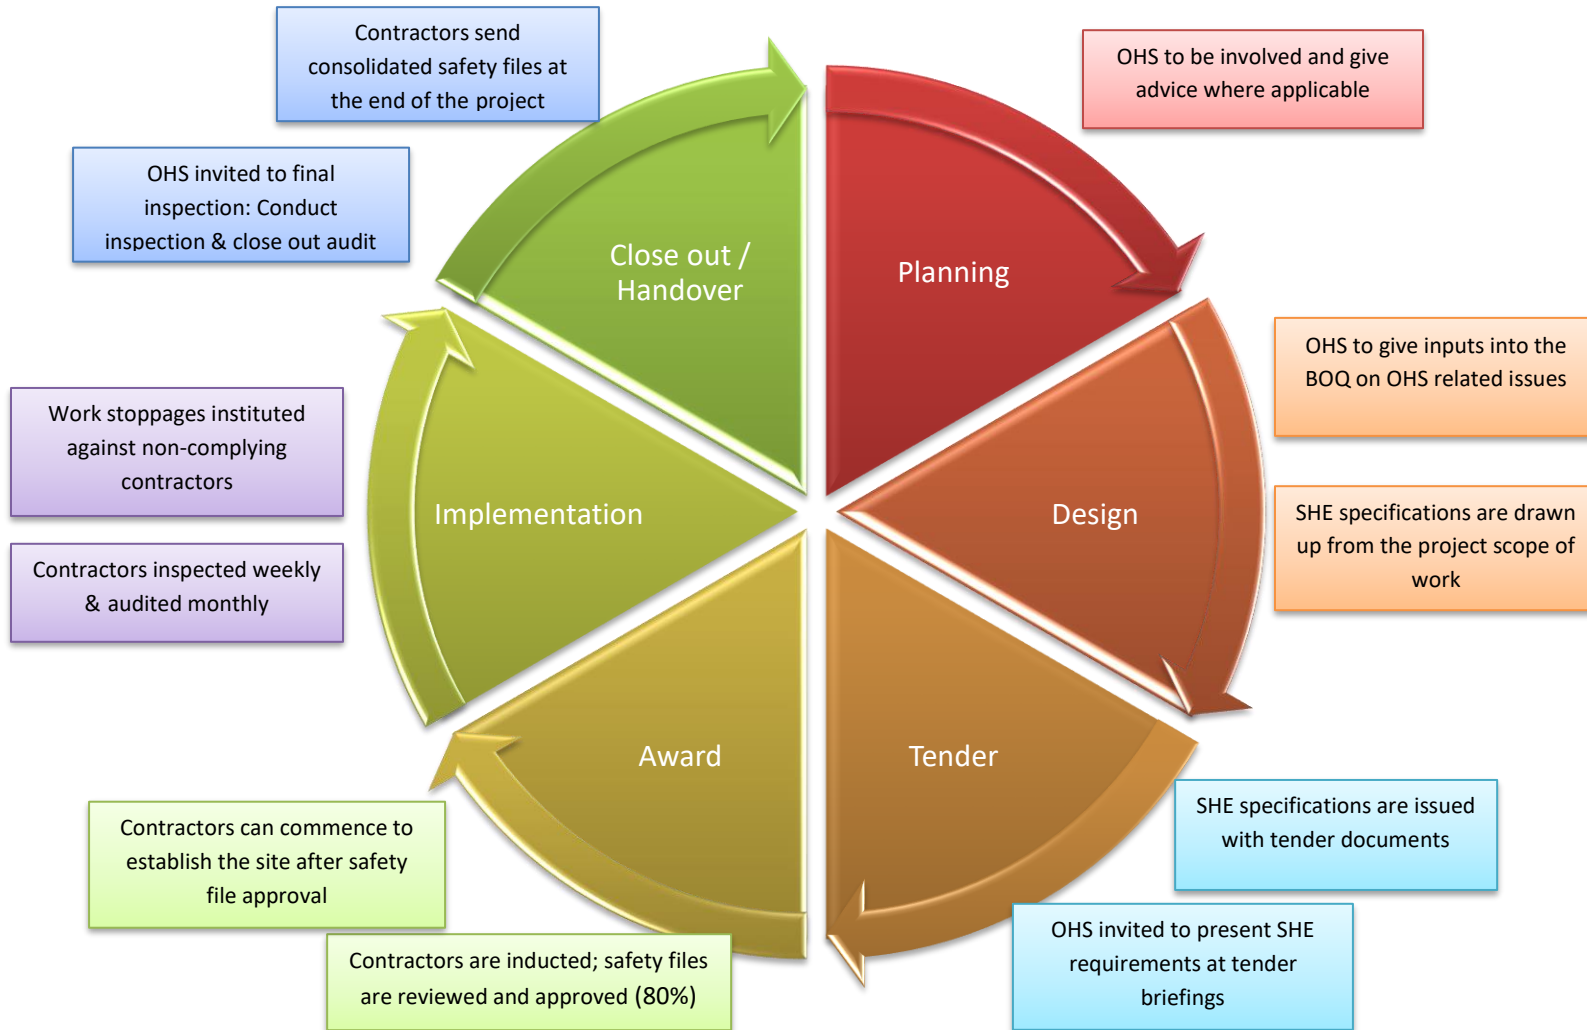 Contractors send
consolidated safety files at
the end of the project
OHS to be involved and give
advice where applicable
OHS invited to final
inspection: Conduct
inspection & close out audit
Close out /
Handover
Planning
OHS to give inputs into the
BOQ on OHS related issues
Work stoppages instituted
against non-complying
contractors
Implementation
Design
SHE specifications are drawn
up from the project scope of
work
Contractors inspected weekly
& audited monthly
Award
Tender
SHE specifications are issued
with tender documents
Contractors can commence to
establish the site after safety
file approval
OHS invited to present SHE
requirements at tender
briefings
Contractors are inducted; safety files
are reviewed and approved (80%)